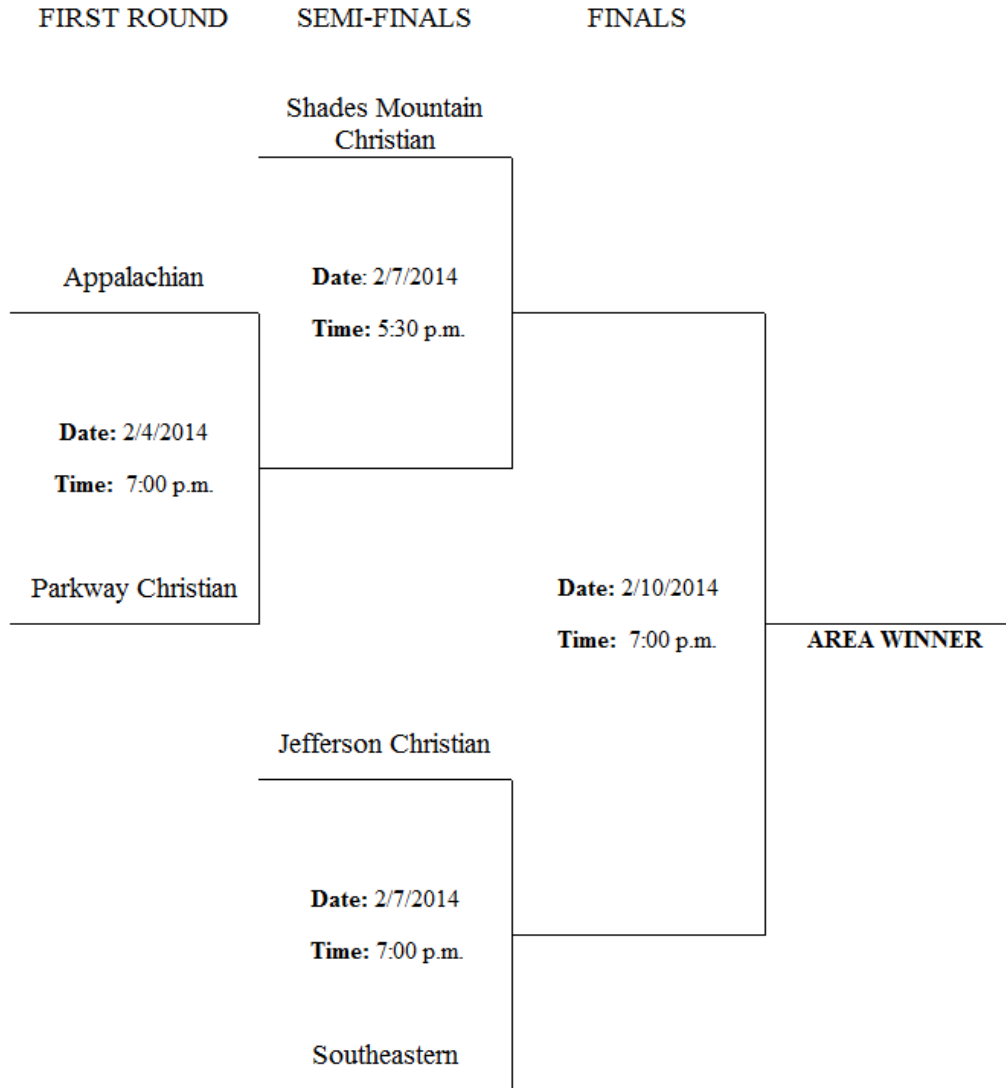 FIRST ROUND SEMI-FINALS FINALS
Shades Mountain
Christian
Appalachian
Date: 2/7/2014
Time: 5:30 p.m.
Date: 2/4/2014
Time: 7:00 p.m.
Parkway Christian
Date: 2/10/2014
Time: 7:00 p.m.
AREA WINNER
Jefferson Christian
Date: 2/7/2014
Time: 7:00 p.m.
Southeastern